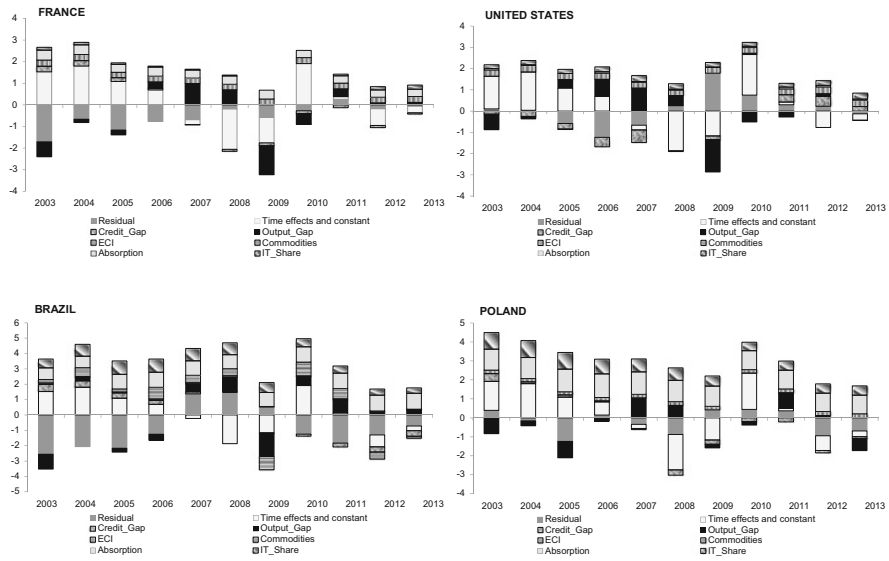 FRANCE
4
3
2
1
0
-1
-2
-3
-4
2003 2004 2005 2006 2007 2008 2009 2010 2011 2012 2013
Residual Time effects and constant
Credit_Gap Output_Gap
ECI Commodities
Absorption IT_Share
UNITED STATES
4
3
2
1
0
-1
-2
-3
-4
2003 2004 2005 2006 2007 2008 2009 2010 2011 2012 2013
Residual Time effects and constant
Credit_Gap Output_Gap
ECI Commodities
Absorption IT_Share
BRAZIL
6
5
4
3
2
1
0
-1
-2
-3
-4
-5
2003 2004 2005 2006 2007 2008 2009 2010 2011 2012 2013
Residual Time effects and constant
Credit_Gap Output_Gap
ECI Commodities
Absorption IT_Share
POLAND
5
4
3
2
1
0
-1
-2
-3
-4
2003 2004 2005 2006 2007 2008 2009 2010 2011 2012 2013
Residual Time effects and constant
Credit_Gap Output_Gap
ECI Commodities
Absorption IT_Share